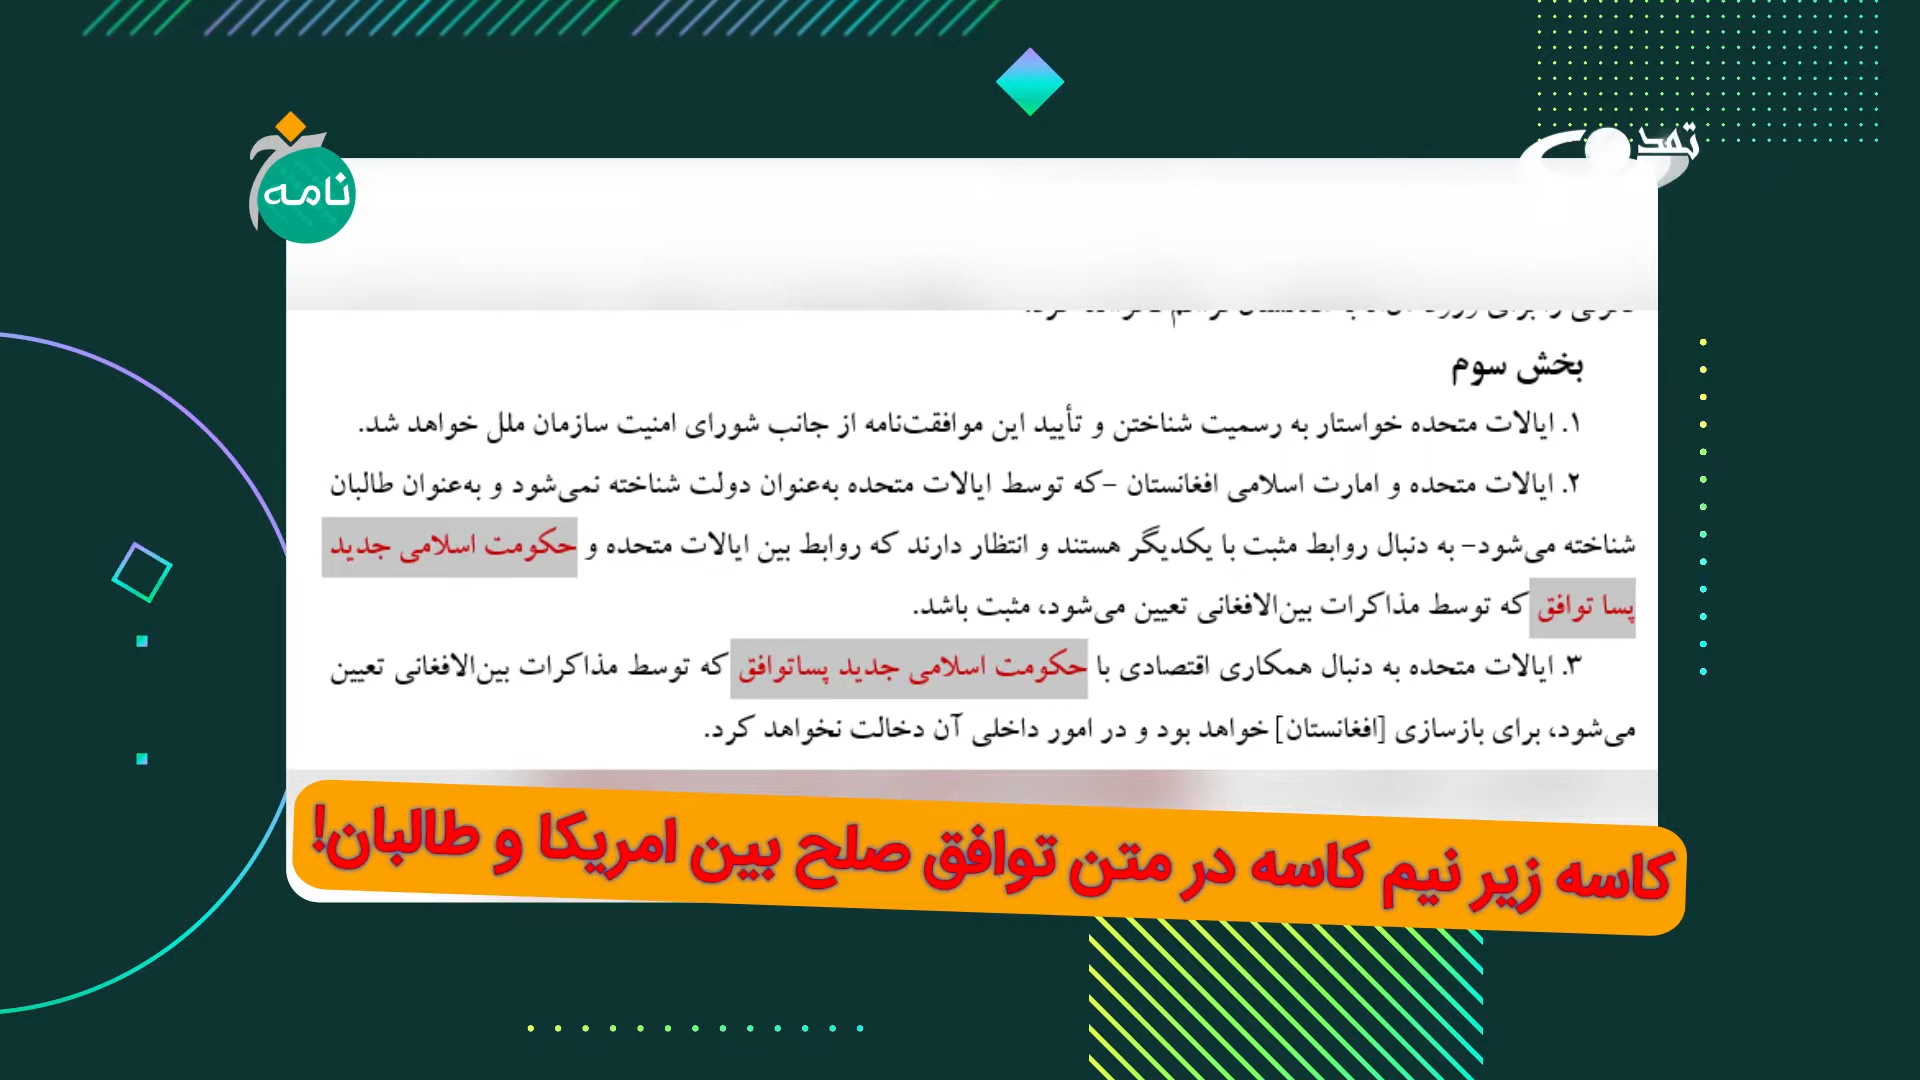 تمدن
نامه
بخش سوم
۱. ایالات متحده خواستار به رسمیت شناختن و تأیید این موافقت‌نامه از جانب شورای امنیت سازمان ملل خواهد شد.
۲. ایالات متحده و امارت اسلامی افغانستان –که توسط ایالات متحده به‌عنوان دولت شناخته نمی‌شود و به‌عنوان طالبان
شناخته می‌شود– به دنبال روابط مثبت با یکدیگر هستند و انتظار دارند که روابط بین ایالات متحده و حکومت اسلامی جدید
پسا توافق که توسط مذاکرات بین‌الافغانی تعیین می‌شود، مثبت باشد.
۳. ایالات متحده به دنبال همکاری اقتصادی با حکومت اسلامی جدید پساتوافق که توسط مذاکرات بین‌الافغانی تعیین
می‌شود، برای بازسازی [افغانستان] خواهد بود و در امور داخلی آن دخالت نخواهد کرد.
کاسه زیر نیم کاسه در متن توافق صلح بین امریکا و طالبان!